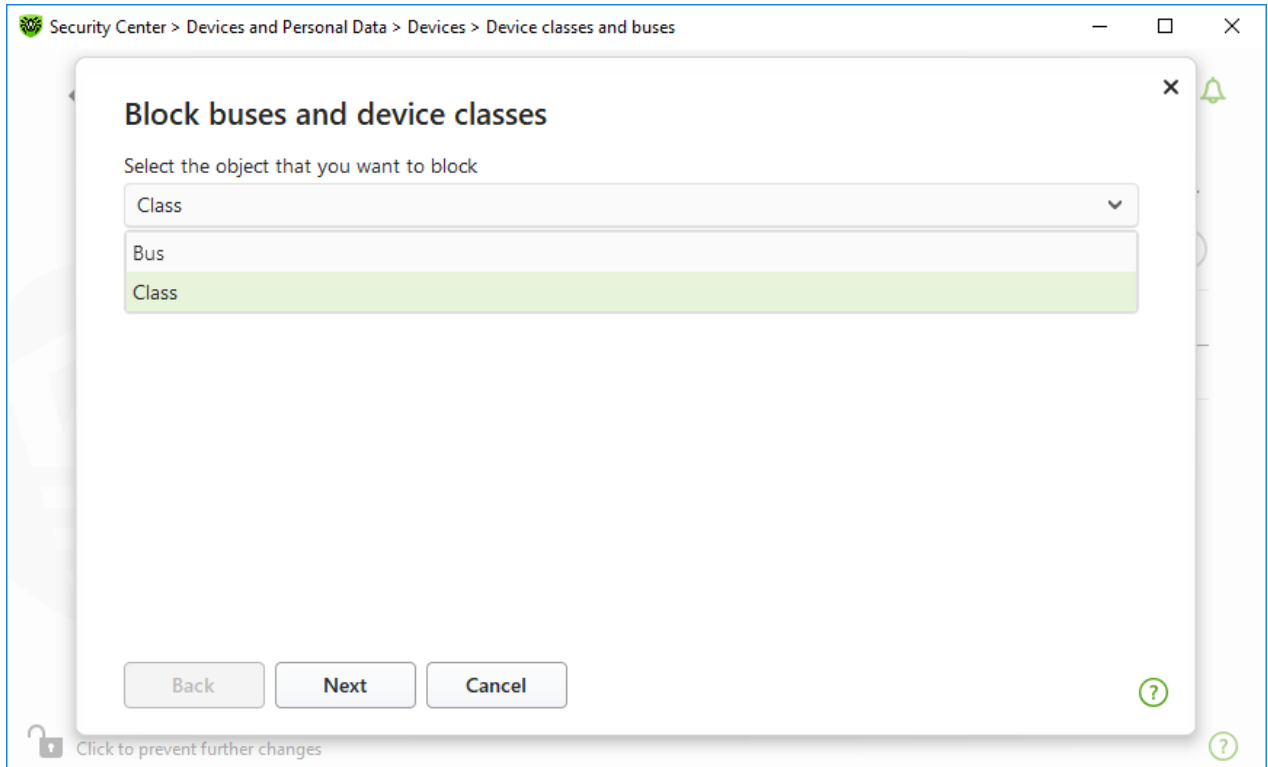 Security Center > Devices and Personal Data > Devices > Device classes and buses
Block buses and device classes
Select the object that you want to block
Class
Bus
Class
Back
Next
Cancel
?
Click to prevent further changes
?